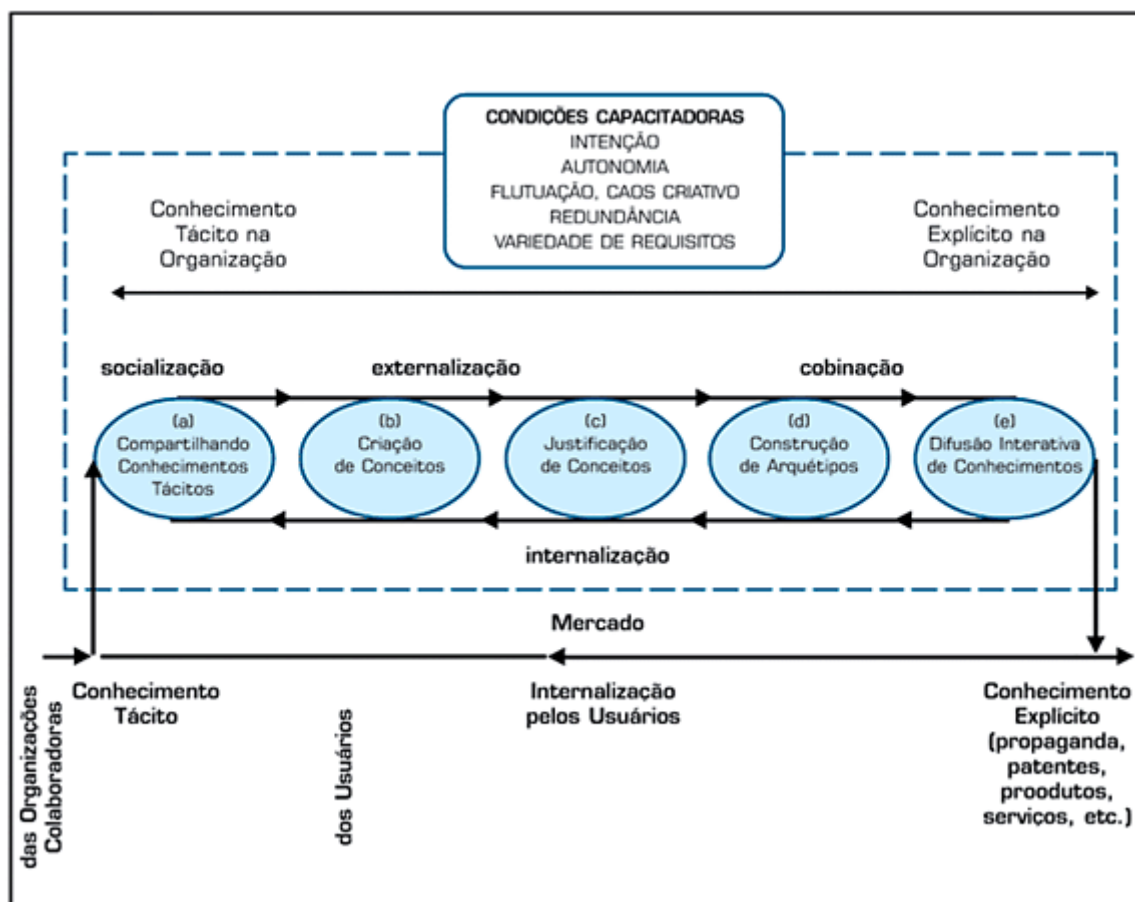 CONDIÇÕES CAPACITADORAS
INTENÇÃO
AUTONOMIA
FLUTUAÇÃO, CAOS CRIATIVO
REDUNDÂNCIA
VARIEDADE DE REQUISITOS
Conhecimento
Tácito na
Organização
Conhecimento
Explícito na
Organização
socialização
externalização
cobinação
(a)
Compartilhando
Conhecimentos
Tácitos
(b)
Criação
de Conceitos
(c)
Justificação
de Conceitos
(d)
Construção
de Arquétipos
(e)
Difusão Interativa
de Conhecimentos
internalização
Mercado
das Organizações
Colaboradoras
Conhecimento
Tácito
dos Usuários
Internalização
pelos Usuários
Conhecimento
Explícito
(propaganda,
patentes,
proodutos,
serviços, etc.)